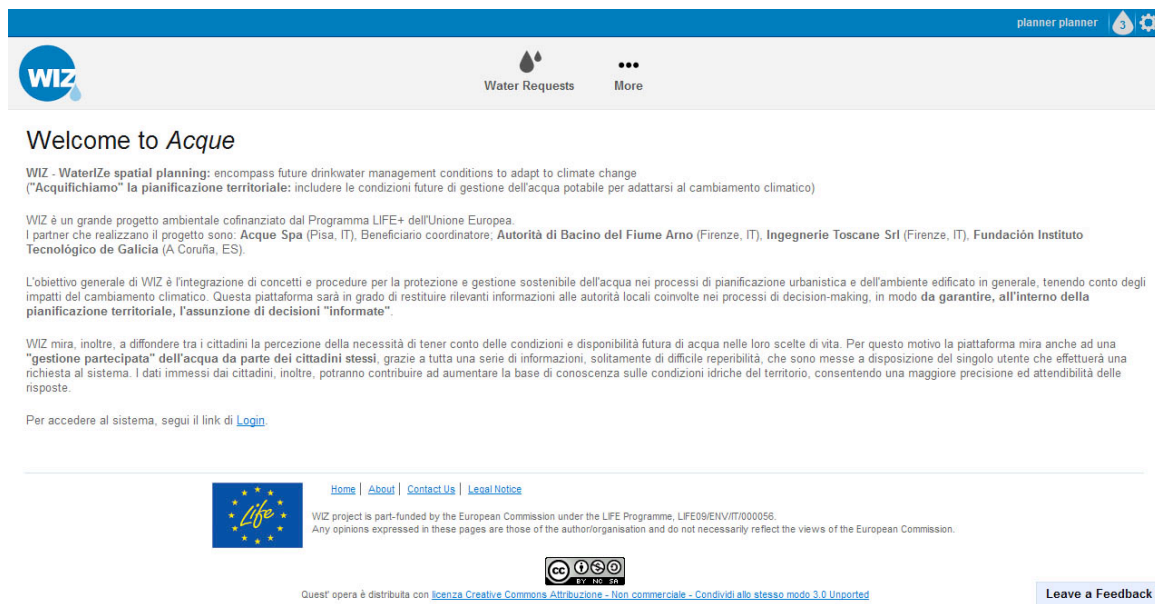 planner planner
3
WIZ
Water Requests
More
Welcome to Acque
WIZ - WaterIZe spatial planning: encompass future drinkwater management conditions to adapt to climate change
("Acquifichiamo" la pianificazione territoriale: includere le condizioni future di gestione dell'acqua potabile per adattarsi al cambiamento climatico)
WIZ è un grande progetto ambientale cofinanziato dal Programma LIFE+ dell'Unione Europea.
I partner che realizzano il progetto sono: Acque Spa (Pisa, IT), Beneficiario coordinatore; Autorità di Bacino del Fiume Arno (Firenze, IT), Ingegnerie Toscane Srl (Firenze, IT), Fundación Instituto
Tecnológico de Galicia (A Coruña, ES).
L'obiettivo generale di WIZ è l'integrazione di concetti e procedure per la protezione e gestione sostenibile dell'acqua nei processi di pianificazione urbanistica e dell'ambiente edificato in generale, tenendo conto degli
impatti del cambiamento climatico. Questa piattaforma sarà in grado di restituire rilevanti informazioni alle autorità locali coinvolte nei processi di decision-making, in modo da garantire, all'interno della
pianificazione territoriale, l'assunzione di decisioni "informate".
WIZ mira, inoltre, a diffondere tra i cittadini la percezione della necessità di tener conto delle condizioni e disponibilità futura di acqua nelle loro scelte di vita. Per questo motivo la piattaforma mira anche ad una
"gestione partecipata" dell'acqua da parte dei cittadini stessi, grazie a tutta una serie di informazioni, solitamente di difficile reperibilità, che sono messe a disposizione del singolo utente che effettuerà una
richiesta al sistema. I dati immessi dai cittadini, inoltre, potranno contribuire ad aumentare la base di conoscenza sulle condizioni idriche del territorio, consentendo una maggiore precisione ed attendibilità delle
risposte.
Per accedere al sistema, segui il link di Login.
Life
Home | About | Contact Us | Legal Notice
WIZ project is part-funded by the European Commission under the LIFE Programme, LIFE09/ENV/IT/000056.
Any opinions expressed in these pages are those of the author/organisation and do not necessarily reflect the views of the European Commission.
cc
BY NC SA
Quest' opera è distribuita con licenza Creative Commons Attribuzione - Non commerciale - Condividi allo stesso modo 3.0 Unported
Leave a Feedback